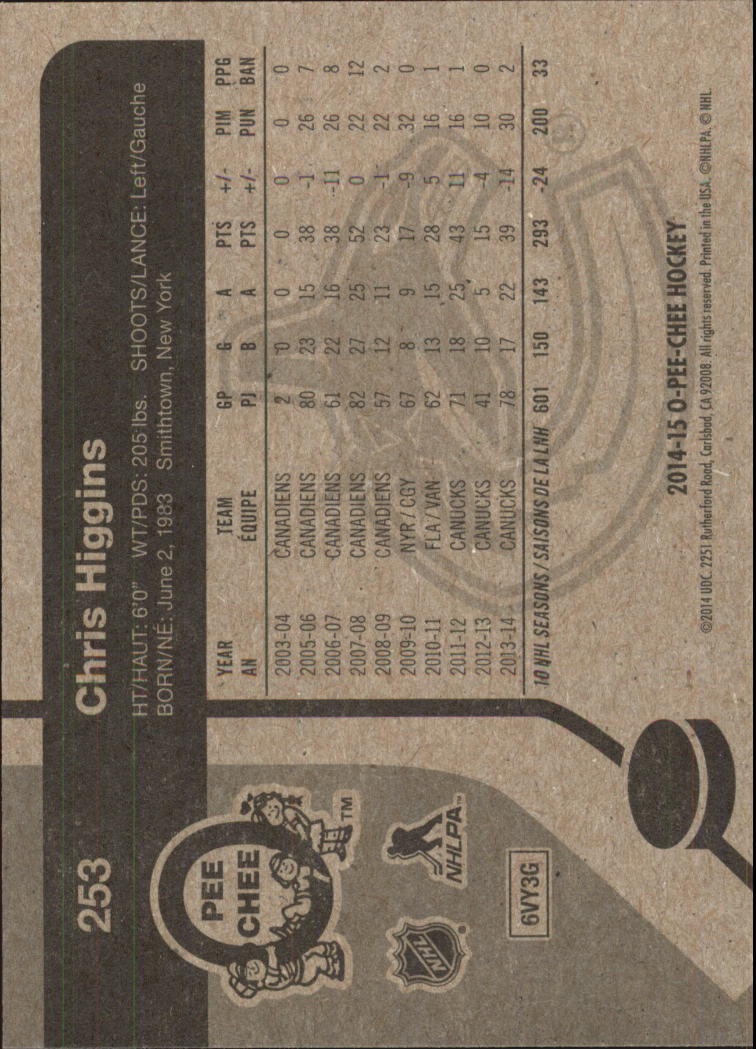 253 Chris Higgins
HT/HAUT: 6'0" WT/PDS: 205 lbs. SHOOTS/LANCE: Left/Gauche
BORN/NÉ: June 2, 1983 Smithtown, New York
PEE
CHEE
TM
NHLPA™
NHL
®
6VY3G
YEAR TEAM GP G A PTS +/- PIM PPG
AN ÉQUIPE PJ B A PTS +/- PUN BAN
2003-04 CANADIENS 2 0 0 0 0 0 0
2005-06 CANADIENS 80 23 15 38 -1 26 7
2006-07 CANADIENS 61 22 16 38 -11 26 8
2007-08 CANADIENS 82 27 25 52 0 22 12
2008-09 CANADIENS 57 12 11 23 -1 22 2
2009-10 NYR / CGY 67 8 9 17 -9 32 0
2010-11 FLA / VAN 62 13 15 28 5 16 1
2011-12 CANUCKS 71 18 25 43 11 16 1
2012-13 CANUCKS 41 10 5 15 -4 10 0
2013-14 CANUCKS 78 17 22 39 -14 30 2
10 NHL SEASONS / SAISONS DE LA LNH 601 150 143 293 -24 200 33
2014-15 O-PEE-CHEE HOCKEY
©2014 UDC. 2251 Rutherford Road, Carlsbad, CA 92008. All rights reserved. Printed in the USA. ©NHLPA. © NHL.